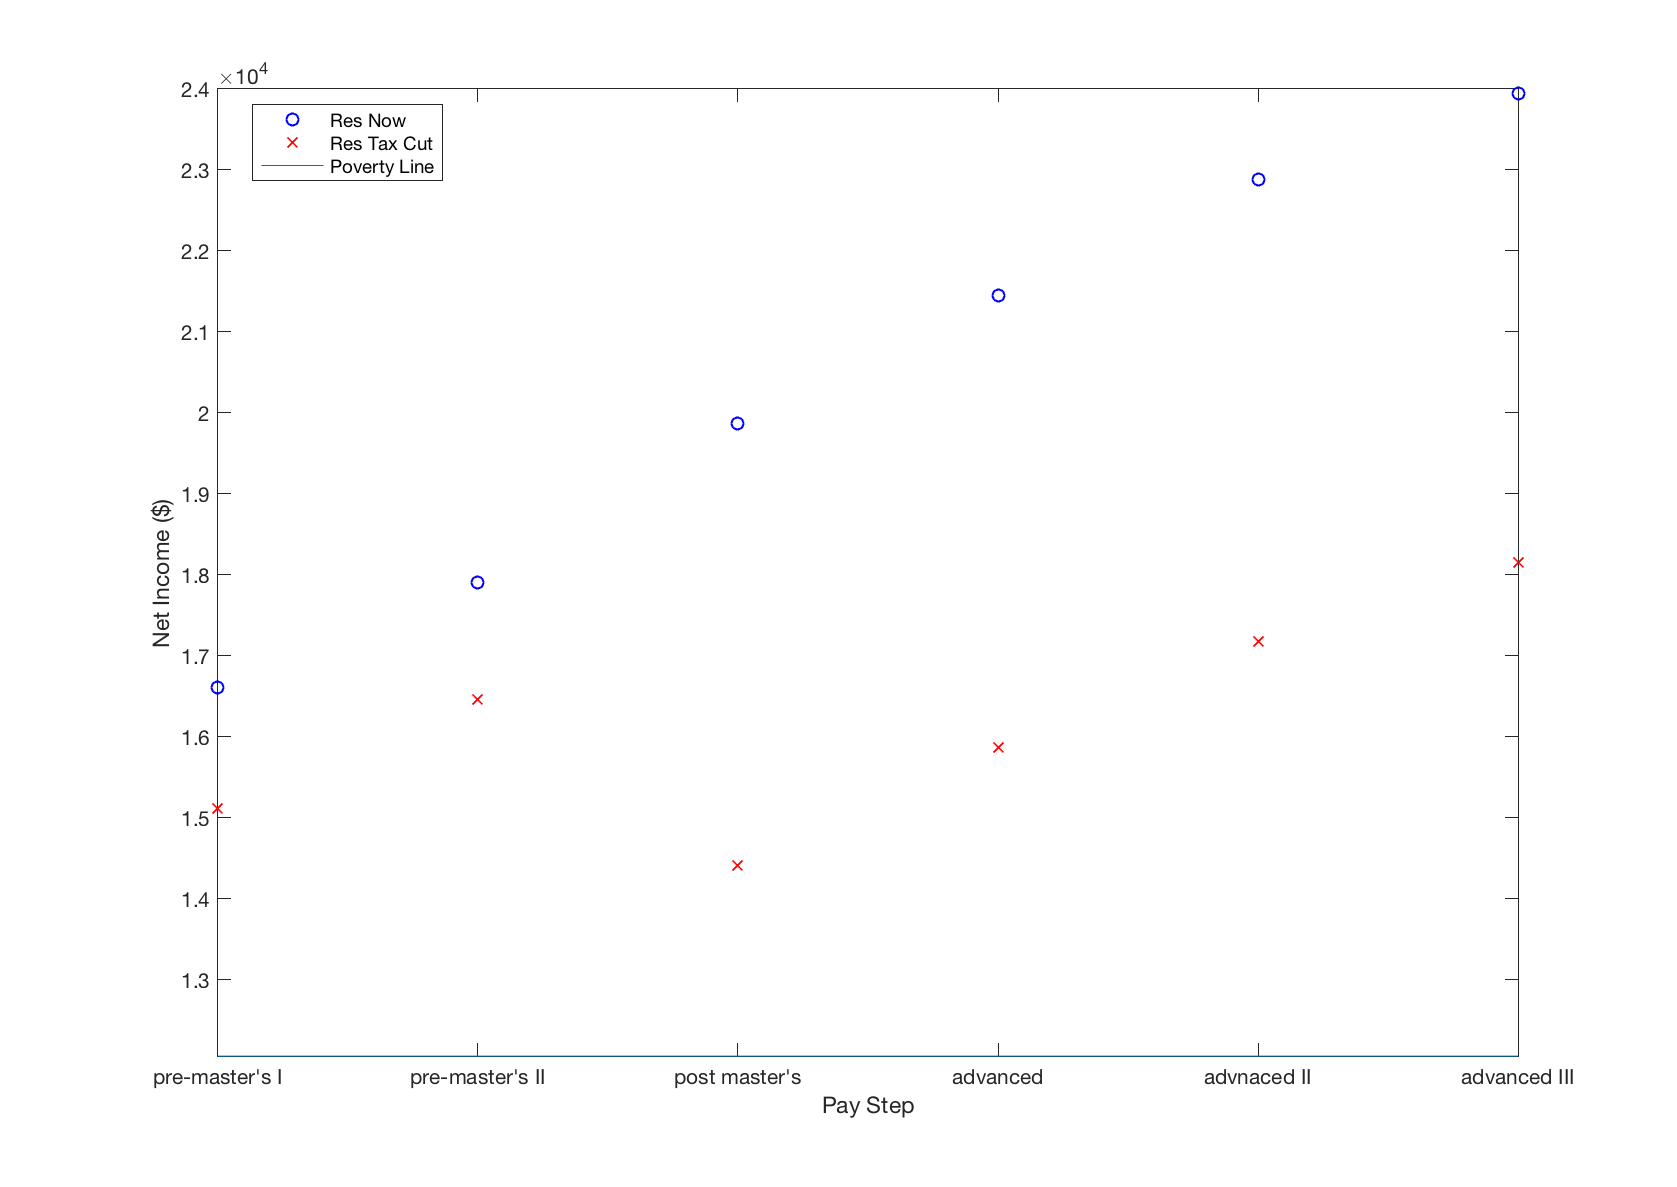 ×10⁴
2.4
2.3
2.2
2.1
2
1.9
1.8
1.7
1.6
1.5
1.4
1.3
Res Now
Res Tax Cut
Poverty Line
Net Income ($)
pre-master's I
pre-master's II
post master's
advanced
advnaced II
advanced III
Pay Step